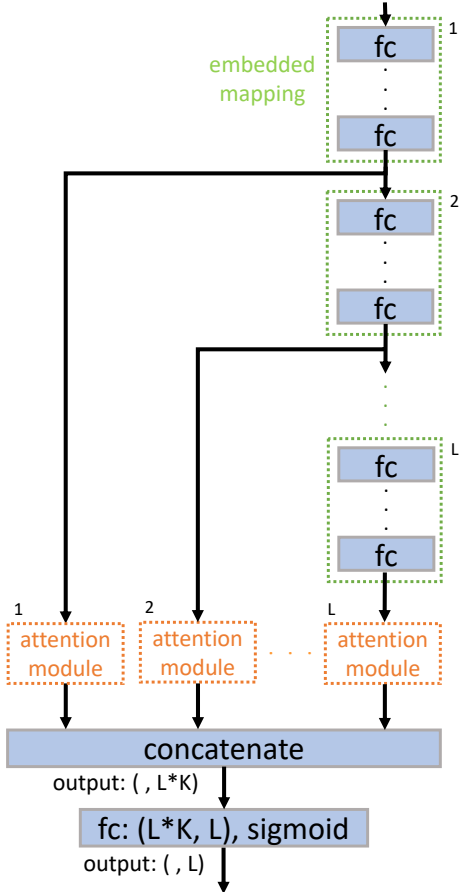 1
fc
embedded
mapping
fc
2
fc
fc
L
fc
fc
1
2
L
attention
module
attention
module
attention
module
concatenate
output: ( , L*K)
fc: (L*K, L), sigmoid
output: ( , L)